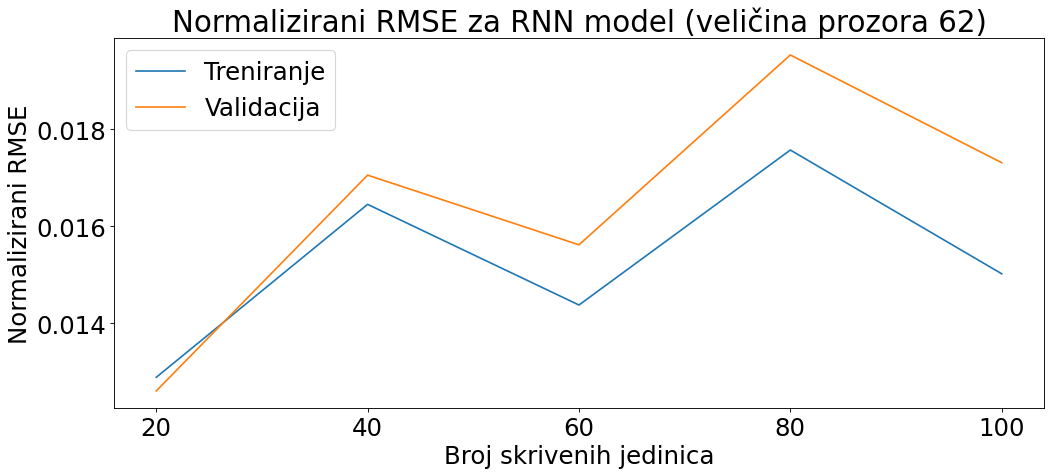 Normalizirani RMSE za RNN model (veličina prozora 62)
Treniranje
Validacija
Normalizirani RMSE
0.018
0.016
0.014
20 40 60 80 100
Broj skrivenih jedinica